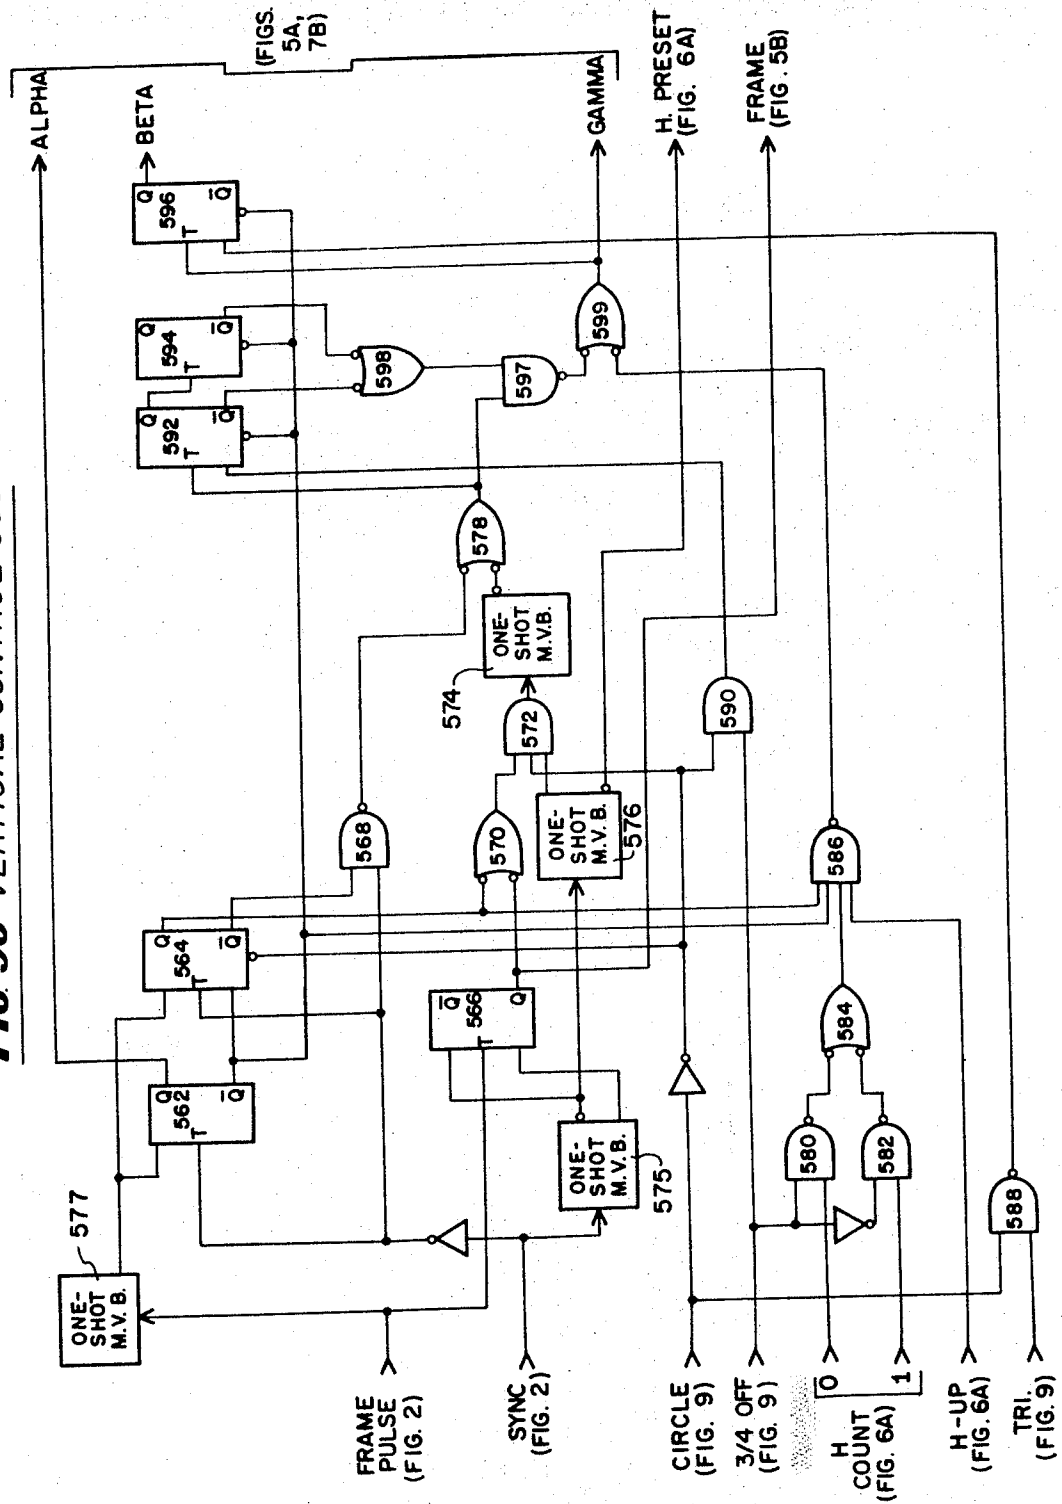 VERTICAL CONTROL
ONE-
SHOT
M.V.B.
577
FRAME
PULSE
(FIG. 2)
SYNC
(FIG. 2)
CIRCLE
(FIG. 9)
3/4 OFF
(FIG. 9)
H
COUNT
(FIG. 6A)
0
1
H-UP
(FIG. 6A)
TRI.
(FIG. 9)
Q
562
T
Q̅
Q
564
T
Q̅
Q̅
566
T
Q
ONE-
SHOT
M.V.B.
575
580
582
584
586
588
568
570
572
ONE-
SHOT
M.V.B.
576
590
574
ONE-
SHOT
M.V.B.
578
Q
592
T
Q̅
Q
594
T
Q̅
598
597
599
Q
596
T
Q̅
ALPHA
BETA
GAMMA
(FIGS.
5A,
7B)
H. PRESET
(FIG. 6A)
FRAME
(FIG. 5B)